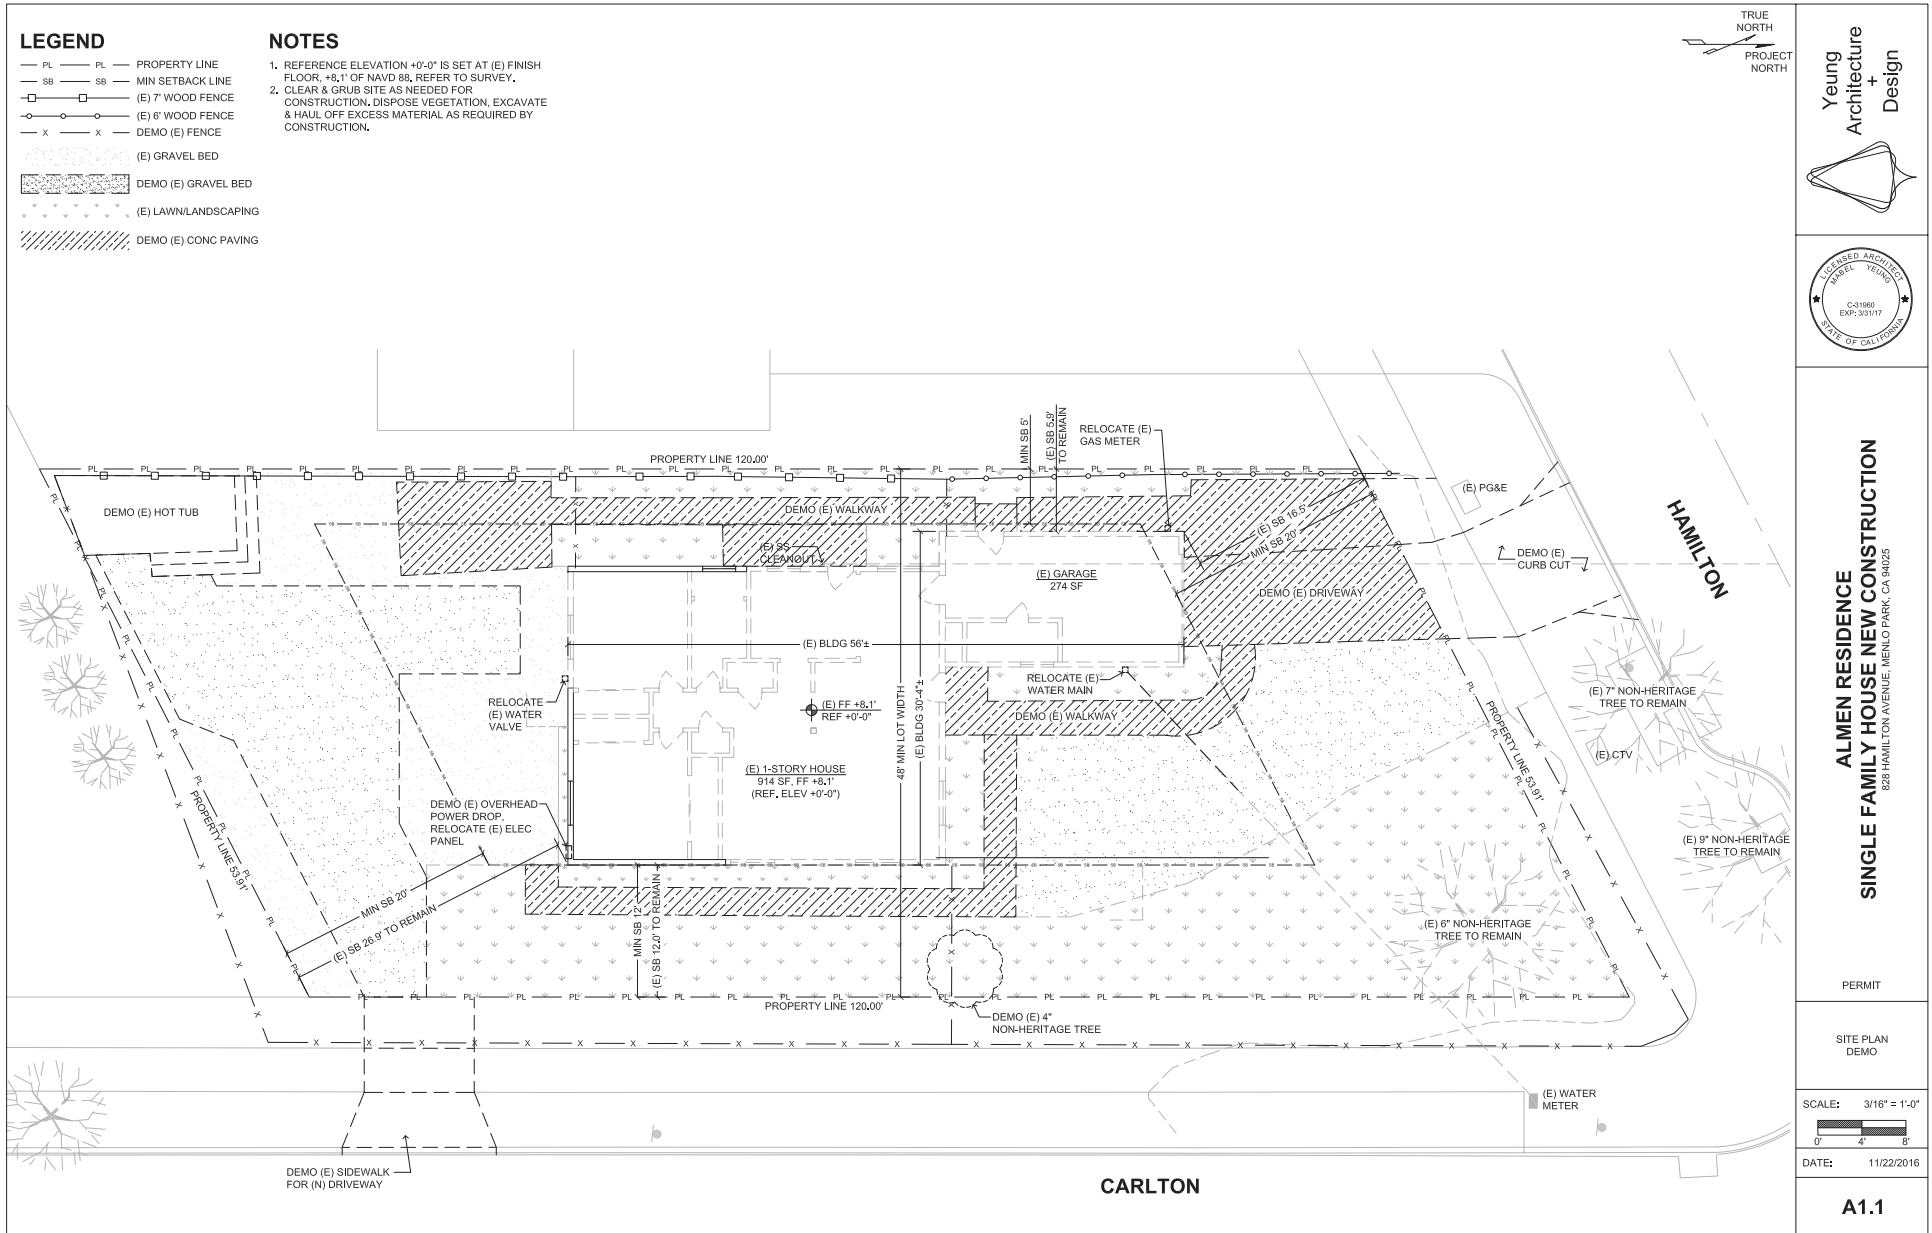 LEGEND
PL PL PROPERTY LINE
SB SB MIN SETBACK LINE
(E) 7' WOOD FENCE
(E) 6' WOOD FENCE
X X DEMO (E) FENCE
(E) GRAVEL BED
DEMO (E) GRAVEL BED
(E) LAWN/LANDSCAPING
DEMO (E) CONC PAVING
NOTES
1. REFERENCE ELEVATION +0'-0" IS SET AT (E) FINISH
FLOOR, +8.1' OF NAVD 88. REFER TO SURVEY.
2. CLEAR & GRUB SITE AS NEEDED FOR
CONSTRUCTION. DISPOSE VEGETATION, EXCAVATE
& HAUL OFF EXCESS MATERIAL AS REQUIRED BY
CONSTRUCTION.
TRUE
NORTH
PROJECT
NORTH
PROPERTY LINE 120.00'
MIN SB 5'
(E) SB 5.9'
TO REMAIN
RELOCATE (E)
GAS METER
DEMO (E) HOT TUB
DEMO (E) WALKWAY
(E) SS
CLEANOUT
(E) SB 16.5'
MIN SB 20'
(E) PG&E
HAMILTON
DEMO (E)
CURB CUT
(E) GARAGE
274 SF
DEMO (E) DRIVEWAY
(E) BLDG 56'±
RELOCATE (E)
WATER MAIN
(E) 7" NON-HERITAGE
TREE TO REMAIN
RELOCATE
(E) WATER
VALVE
(E) FF +8.1'
REF +0'-0"
48' MIN LOT WIDTH
(E) BLDG 30'-4"±
DEMO (E) WALKWAY
PROPERTY LINE 53.91'
(E) CTV
(E) 1-STORY HOUSE
914 SF, FF +8.1'
(REF. ELEV +0'-0")
PROPERTY LINE 53.91'
DEMO (E) OVERHEAD
POWER DROP,
RELOCATE (E) ELEC
PANEL
(E) 9" NON-HERITAGE
TREE TO REMAIN
MIN SB 20'
(E) SB 26.9' TO REMAIN
MIN SB 12'
(E) SB 12.0' TO REMAIN
(E) 6" NON-HERITAGE
TREE TO REMAIN
PROPERTY LINE 120.00'
DEMO (E) 4"
NON-HERITAGE TREE
(E) WATER
METER
DEMO (E) SIDEWALK
FOR (N) DRIVEWAY
CARLTON
Yeung
Architecture
+
Design
LICENSED ARCHITECT
MABEL YEUNG
C-31960
EXP: 3/31/17
STATE OF CALIFORNIA
ALMEN RESIDENCE
SINGLE FAMILY HOUSE NEW CONSTRUCTION
828 HAMILTON AVENUE, MENLO PARK, CA 94025
PERMIT
SITE PLAN
DEMO
SCALE: 3/16" = 1'-0"
0' 4' 8'
DATE: 11/22/2016
A1.1